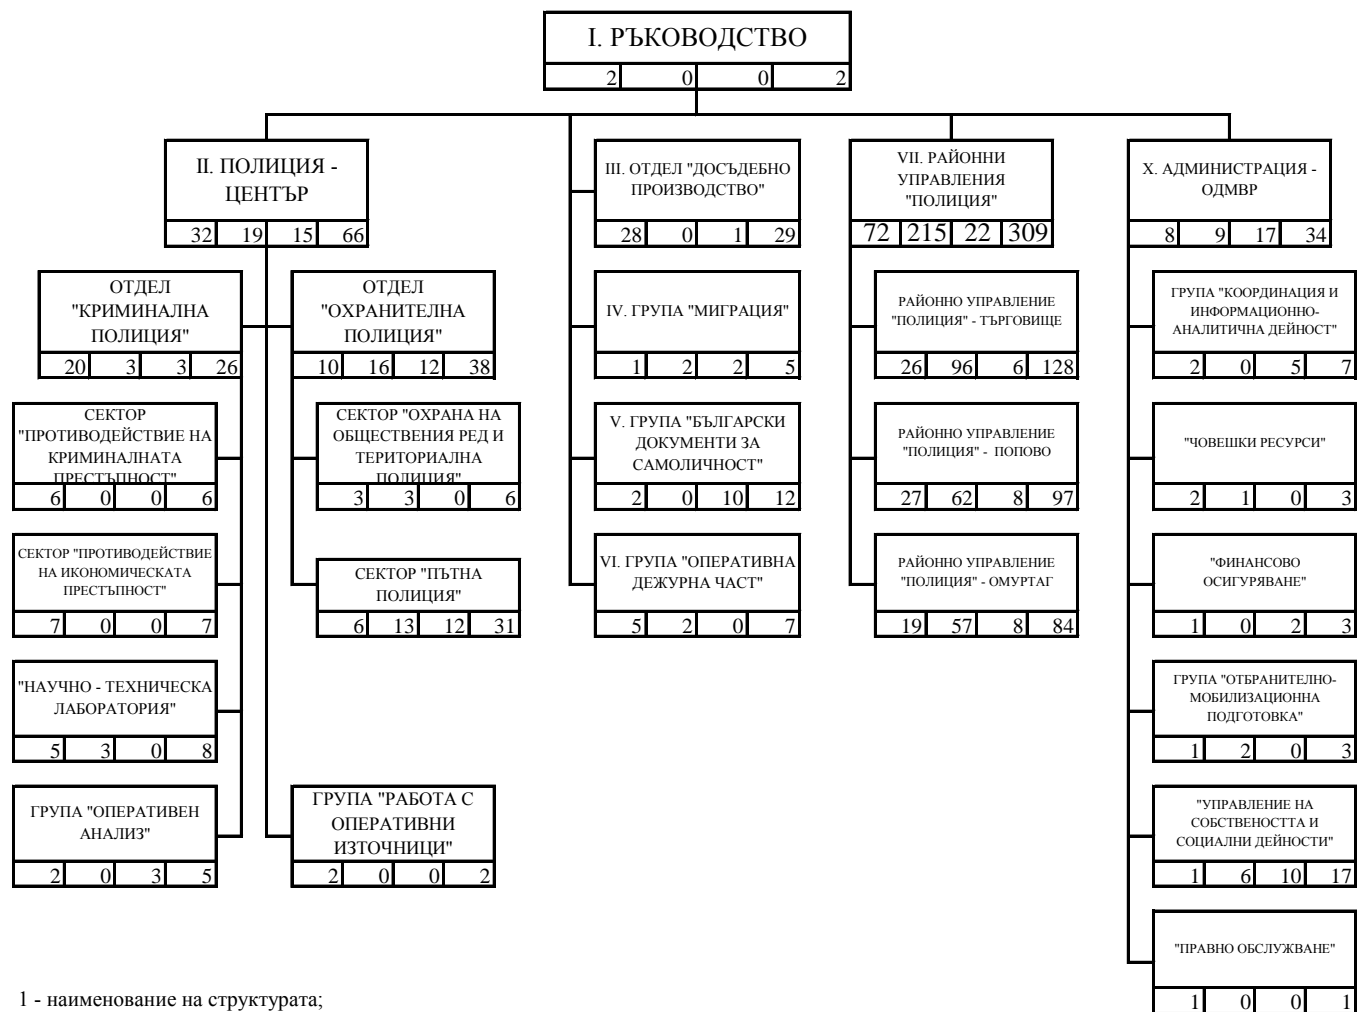 I. РЪКОВОДСТВО
2 0 0 2
II. ПОЛИЦИЯ -
ЦЕНТЪР
32 19 15 66
ОТДЕЛ
"КРИМИНАЛНА
ПОЛИЦИЯ"
20 3 3 26
СЕКТОР
"ПРОТИВОДЕЙСТВИЕ НА
КРИМИНАЛНАТА
ПРЕСТЪПНОСТ"
6 0 0 6
СЕКТОР "ПРОТИВОДЕЙСТВИЕ
НА ИКОНОМИЧЕСКАТА
ПРЕСТЪПНОСТ"
7 0 0 7
"НАУЧНО - ТЕХНИЧЕСКА
ЛАБОРАТОРИЯ"
5 3 0 8
ГРУПА "ОПЕРАТИВЕН
АНАЛИЗ"
2 0 3 5
ОТДЕЛ
"ОХРАНИТЕЛНА
ПОЛИЦИЯ"
10 16 12 38
СЕКТОР "ОХРАНА НА
ОБЩЕСТВЕНИЯ РЕД И
ТЕРИТОРИАЛНА
ПОЛИЦИЯ"
3 3 0 6
СЕКТОР "ПЪТНА
ПОЛИЦИЯ"
6 13 12 31
ГРУПА "РАБОТА С
ОПЕРАТИВНИ
ИЗТОЧНИЦИ"
2 0 0 2
III. ОТДЕЛ "ДОСЪДЕБНО
ПРОИЗВОДСТВО"
28 0 1 29
IV. ГРУПА "МИГРАЦИЯ"
1 2 2 5
V. ГРУПА "БЪЛГАРСКИ
ДОКУМЕНТИ ЗА
САМОЛИЧНОСТ"
2 0 10 12
VI. ГРУПА "ОПЕРАТИВНА
ДЕЖУРНА ЧАСТ"
5 2 0 7
VII. РАЙОННИ
УПРАВЛЕНИЯ
"ПОЛИЦИЯ"
72 215 22 309
РАЙОННО УПРАВЛЕНИЕ
"ПОЛИЦИЯ" - ТЪРГОВИЩЕ
26 96 6 128
РАЙОННО УПРАВЛЕНИЕ
"ПОЛИЦИЯ" - ПОПОВО
27 62 8 97
РАЙОННО УПРАВЛЕНИЕ
"ПОЛИЦИЯ" - ОМУРТАГ
19 57 8 84
X. АДМИНИСТРАЦИЯ -
ОДМВР
8 9 17 34
ГРУПА "КООРДИНАЦИЯ И
ИНФОРМАЦИОННО-
АНАЛИТИЧНА ДЕЙНОСТ"
2 0 5 7
"ЧОВЕШКИ РЕСУРСИ"
2 1 0 3
"ФИНАНСОВО
ОСИГУРЯВАНЕ"
1 0 2 3
ГРУПА "ОТБРАНИТЕЛНО-
МОБИЛИЗАЦИОННА
ПОДГОТОВКА"
1 2 0 3
"УПРАВЛЕНИЕ НА
СОБСТВЕНОСТТА И
СОЦИАЛНИ ДЕЙНОСТИ"
1 6 10 17
"ПРАВНО ОБСЛУЖВАНЕ"
1 0 0 1
1 - наименование на структурата;